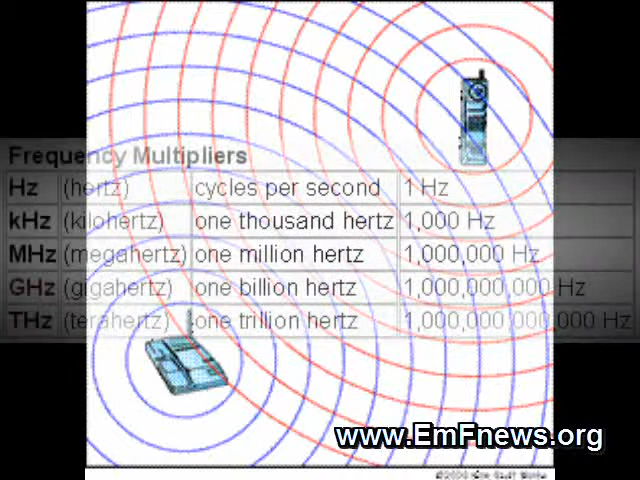 Frequency Multipliers
Hz (hertz) cycles per second 1 Hz
kHz (kilohertz) one thousand hertz 1,000 Hz
MHz (megahertz) one million hertz 1,000,000 Hz
GHz (gigahertz) one billion hertz 1,000,000,000 Hz
THz (terahertz) one trillion hertz 1,000,000,000,000 Hz
www.EmFnews.org